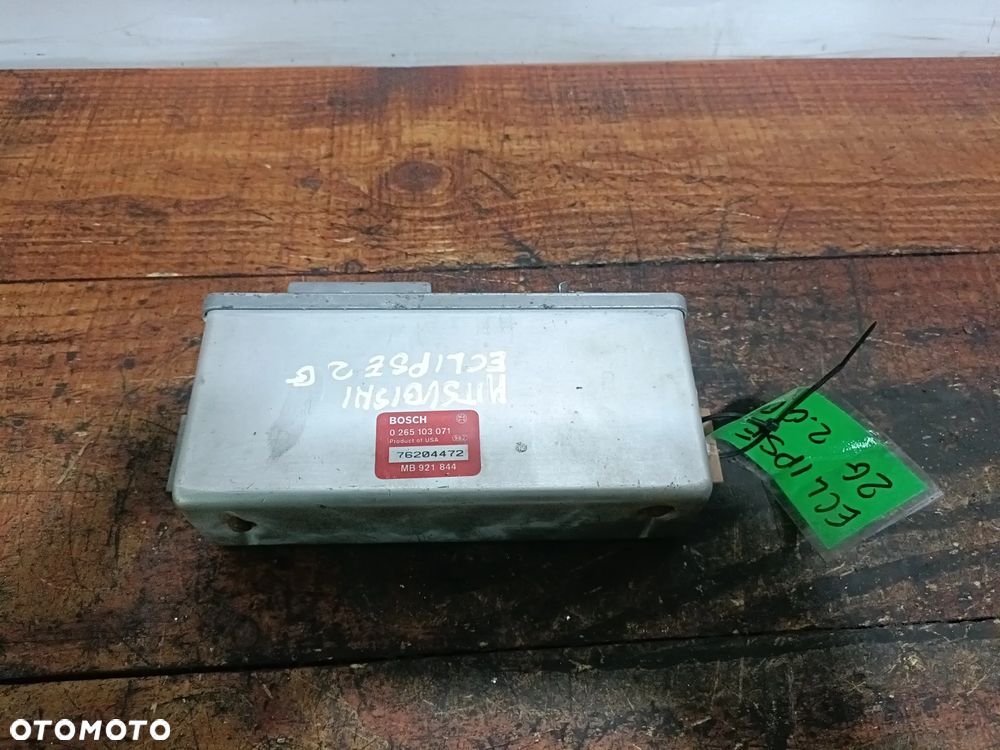 MITSUBISHI
ECLIPSE 2G
BOSCH
0 265 103 071
Product of USA
76204472
MB 921 844
ECLIPSE
2G 2.0
OTOMOTO